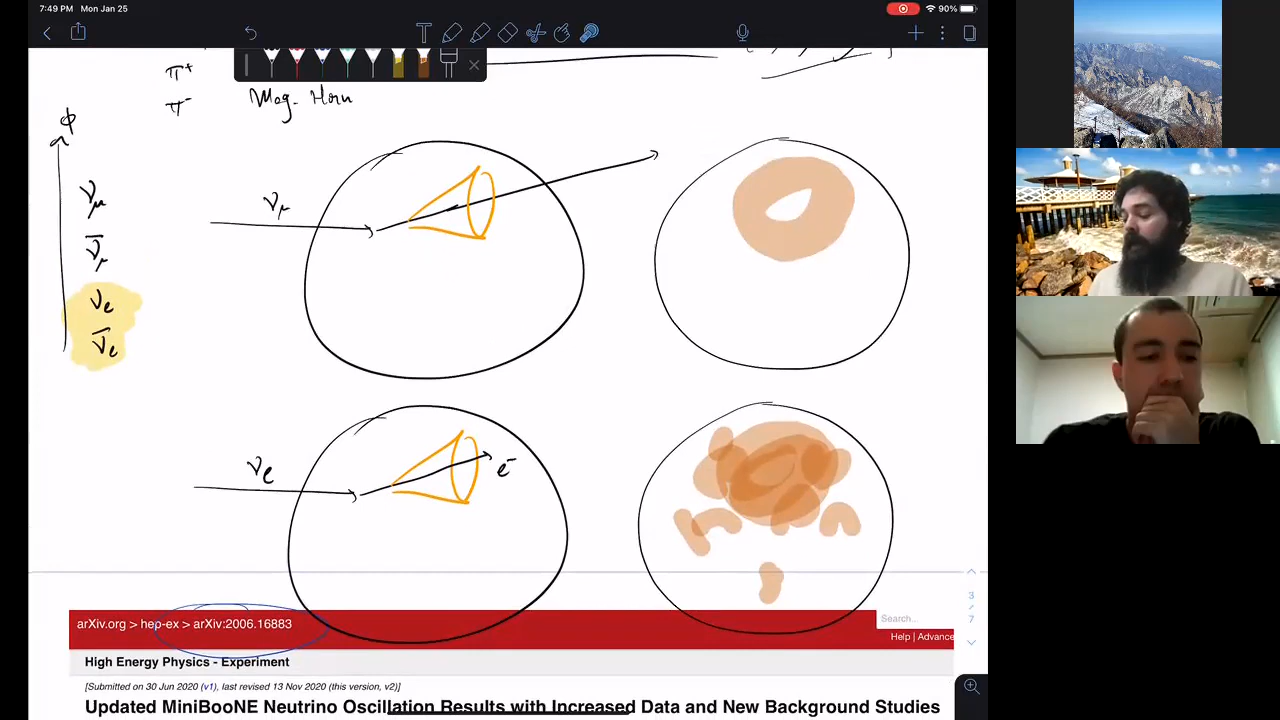 7:49 PM Mon Jan 25
90%
T
π⁺
π⁻
Mag. Horn
ϕ
ν_μ
ν̄_μ
ν_e
ν̄_e
ν_μ
ν_e
e⁻
3
/
7
arXiv.org > hep-ex > arXiv:2006.16883
Search..
Help | Advance
High Energy Physics - Experiment
[Submitted on 30 Jun 2020 (v1), last revised 13 Nov 2020 (this version, v2)]
Updated MiniBooNE Neutrino Oscillation Results with Increased Data and New Background Studies